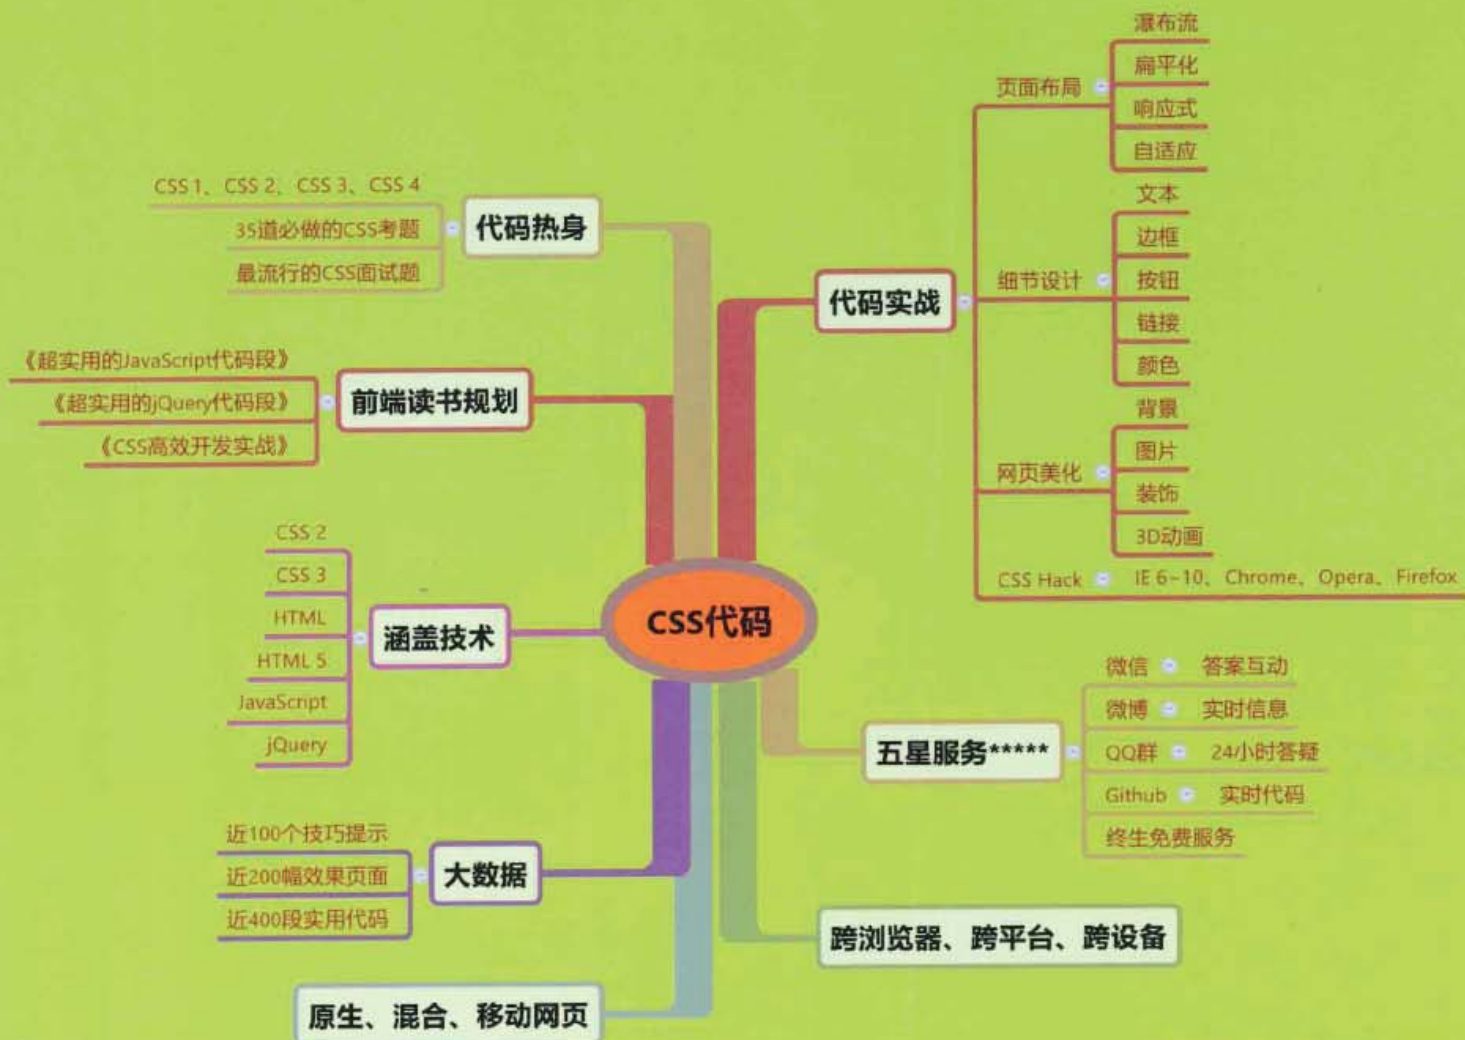 CSS代码
代码热身
CSS 1、CSS 2、CSS 3、CSS 4
35道必做的CSS考题
最流行的CSS面试题
前端读书规划
《超实用的JavaScript代码段》
《超实用的jQuery代码段》
《CSS高效开发实战》
涵盖技术
CSS 2
CSS 3
HTML
HTML 5
JavaScript
jQuery
大数据
近100个技巧提示
近200幅效果页面
近400段实用代码
原生、混合、移动网页
代码实战
页面布局
瀑布流
扁平化
响应式
自适应
细节设计
文本
边框
按钮
链接
颜色
网页美化
背景
图片
装饰
3D动画
CSS Hack
IE 6~10、Chrome、Opera、Firefox
五星服务*****
微信
答案互动
微博
实时信息
QQ群
24小时答疑
Github
实时代码
终生免费服务
跨浏览器、跨平台、跨设备